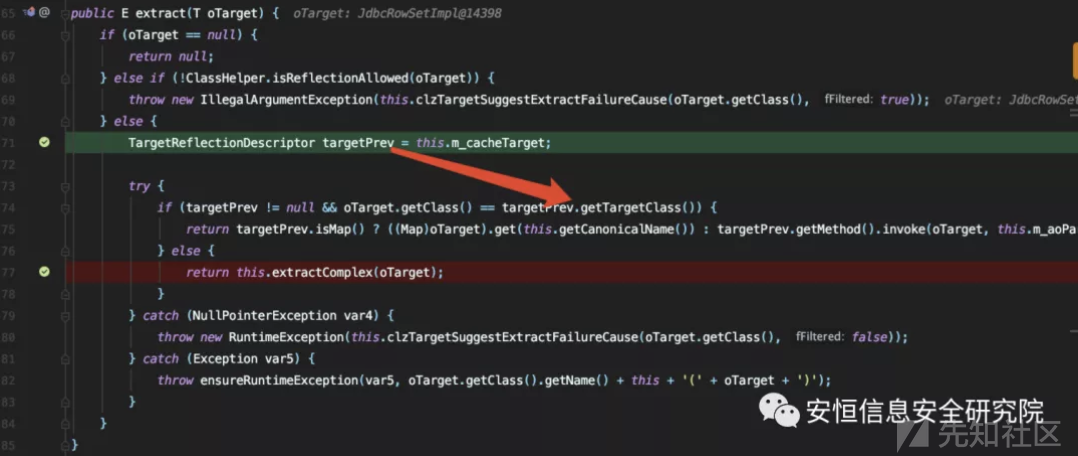 65 @ public E extract(T oTarget) { oTarget: JdbcRowSetImpl@14398
66 if (oTarget == null) {
67 return null;
68 } else if (!ClassHelper.isReflectionAllowed(oTarget)) {
69 throw new IllegalArgumentException(this.clzTargetSuggestExtractFailureCause(oTarget.getClass(), fFiltered: true)); oTarget: JdbcRowSet
70 } else {
71 TargetReflectionDescriptor targetPrev = this.m_cacheTarget;
72
73 try {
74 if (targetPrev != null && oTarget.getClass() == targetPrev.getTargetClass()) {
75 return targetPrev.isMap() ? ((Map)oTarget).get(this.getCanonicalName()) : targetPrev.getMethod().invoke(oTarget, this.m_aoPa
76 } else {
77 return this.extractComplex(oTarget);
78 }
79 } catch (NullPointerException var4) {
80 throw new RuntimeException(this.clzTargetSuggestExtractFailureCause(oTarget.getClass(), fFiltered: false));
81 } catch (Exception var5) {
82 throw ensureRuntimeException(var5, oTarget.getClass().getName() + this + '(' + oTarget + ')');
83 }
84 }
85 }
安恒信息安全研究院
先知社区